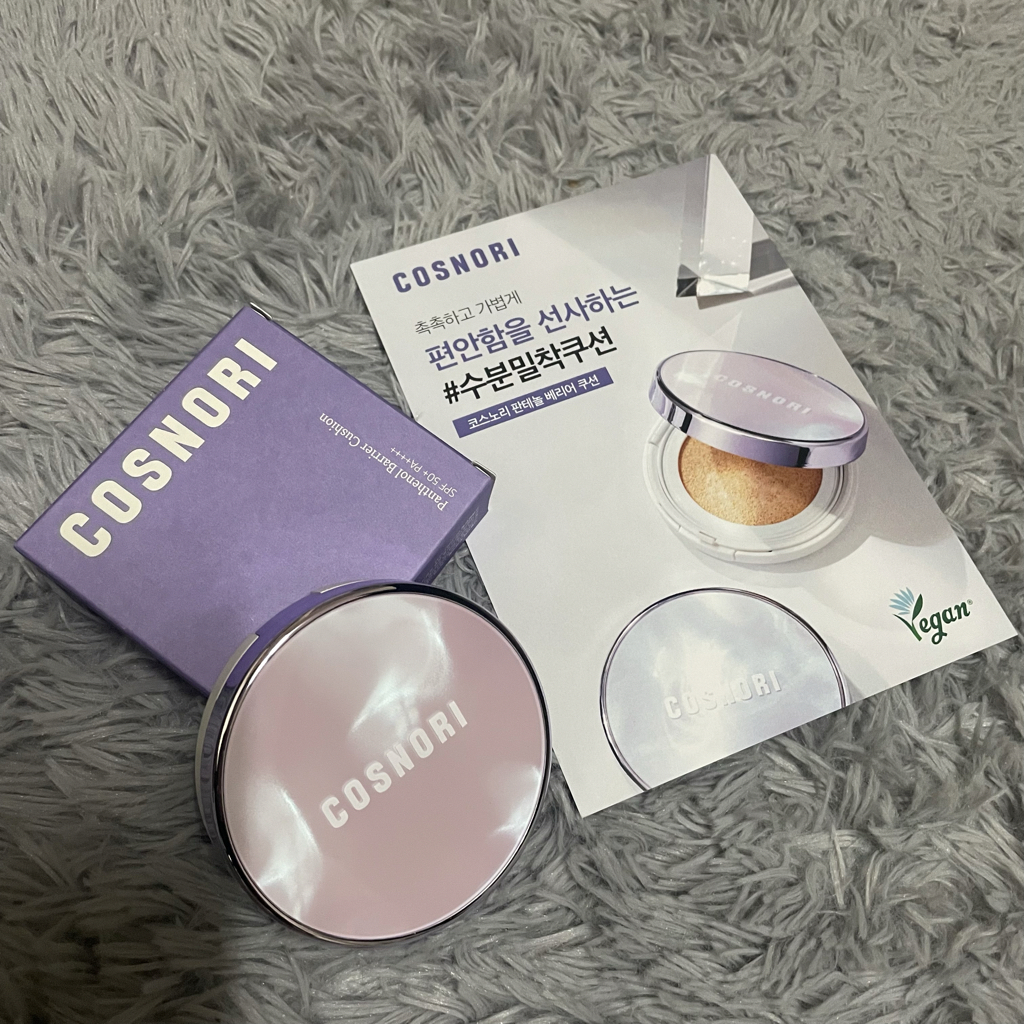 COSNORI
Panthenol Barrier Cushion
SPF 50+ PA++++
COSNORI
COSNORI
촉촉하고 가볍게
편안함을 선사하는
#수분밀착쿠션
코스노리 판테놀 베리어 쿠션
COSNORI
COSNORI
Vegan®